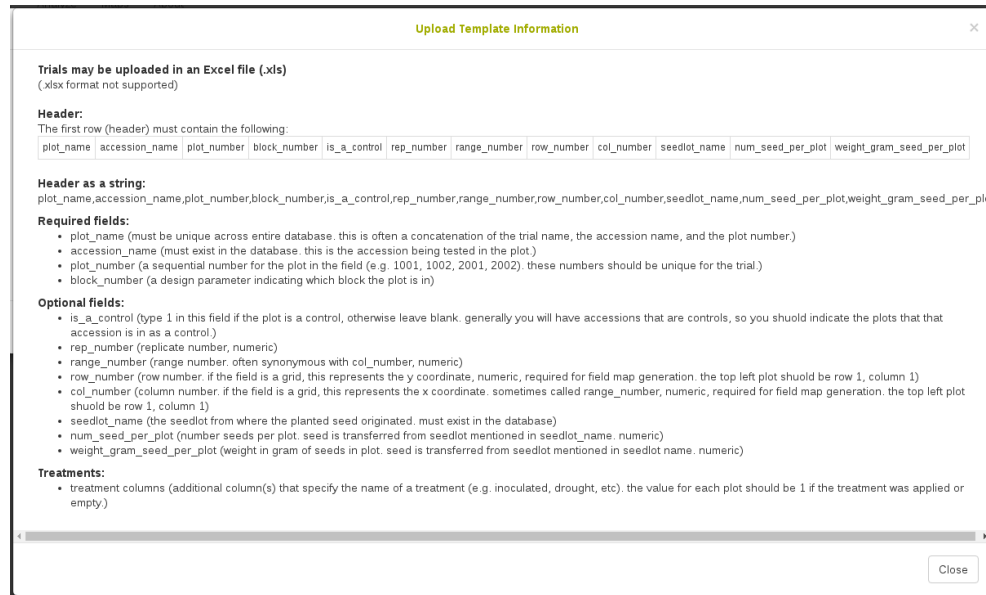 Upload Template Information
×
Trials may be uploaded in an Excel file (.xls)
(.xlsx format not supported)
Header:
The first row (header) must contain the following:
plot_name accession_name plot_number block_number is_a_control rep_number range_number row_number col_number seedlot_name num_seed_per_plot weight_gram_seed_per_plot
Header as a string:
plot_name,accession_name,plot_number,block_number,is_a_control,rep_number,range_number,row_number,col_number,seedlot_name,num_seed_per_plot,weight_gram_seed_per_pl
Required fields:
• plot_name (must be unique across entire database. this is often a concatenation of the trial name, the accession name, and the plot number.)
• accession_name (must exist in the database. this is the accession being tested in the plot.)
• plot_number (a sequential number for the plot in the field (e.g. 1001, 1002, 2001, 2002). these numbers should be unique for the trial.)
• block_number (a design parameter indicating which block the plot is in)
Optional fields:
• is_a_control (type 1 in this field if the plot is a control, otherwise leave blank. generally you will have accessions that are controls, so you shuold indicate the plots that that
accession is in as a control.)
• rep_number (replicate number, numeric)
• range_number (range number. often synonymous with col_number, numeric)
• row_number (row number. if the field is a grid, this represents the y coordinate, numeric, required for field map generation. the top left plot shuold be row 1, column 1)
• col_number (column number. if the field is a grid, this represents the x coordinate. sometimes called range_number, numeric, required for field map generation. the top left plot
shuold be row 1, column 1)
• seedlot_name (the seedlot from where the planted seed originated. must exist in the database)
• num_seed_per_plot (number seeds per plot. seed is transferred from seedlot mentioned in seedlot_name. numeric)
• weight_gram_seed_per_plot (weight in gram of seeds in plot. seed is transferred from seedlot mentioned in seedlot name. numeric)
Treatments:
• treatment columns (additional column(s) that specify the name of a treatment (e.g. inoculated, drought, etc). the value for each plot should be 1 if the treatment was applied or
empty.)
Close